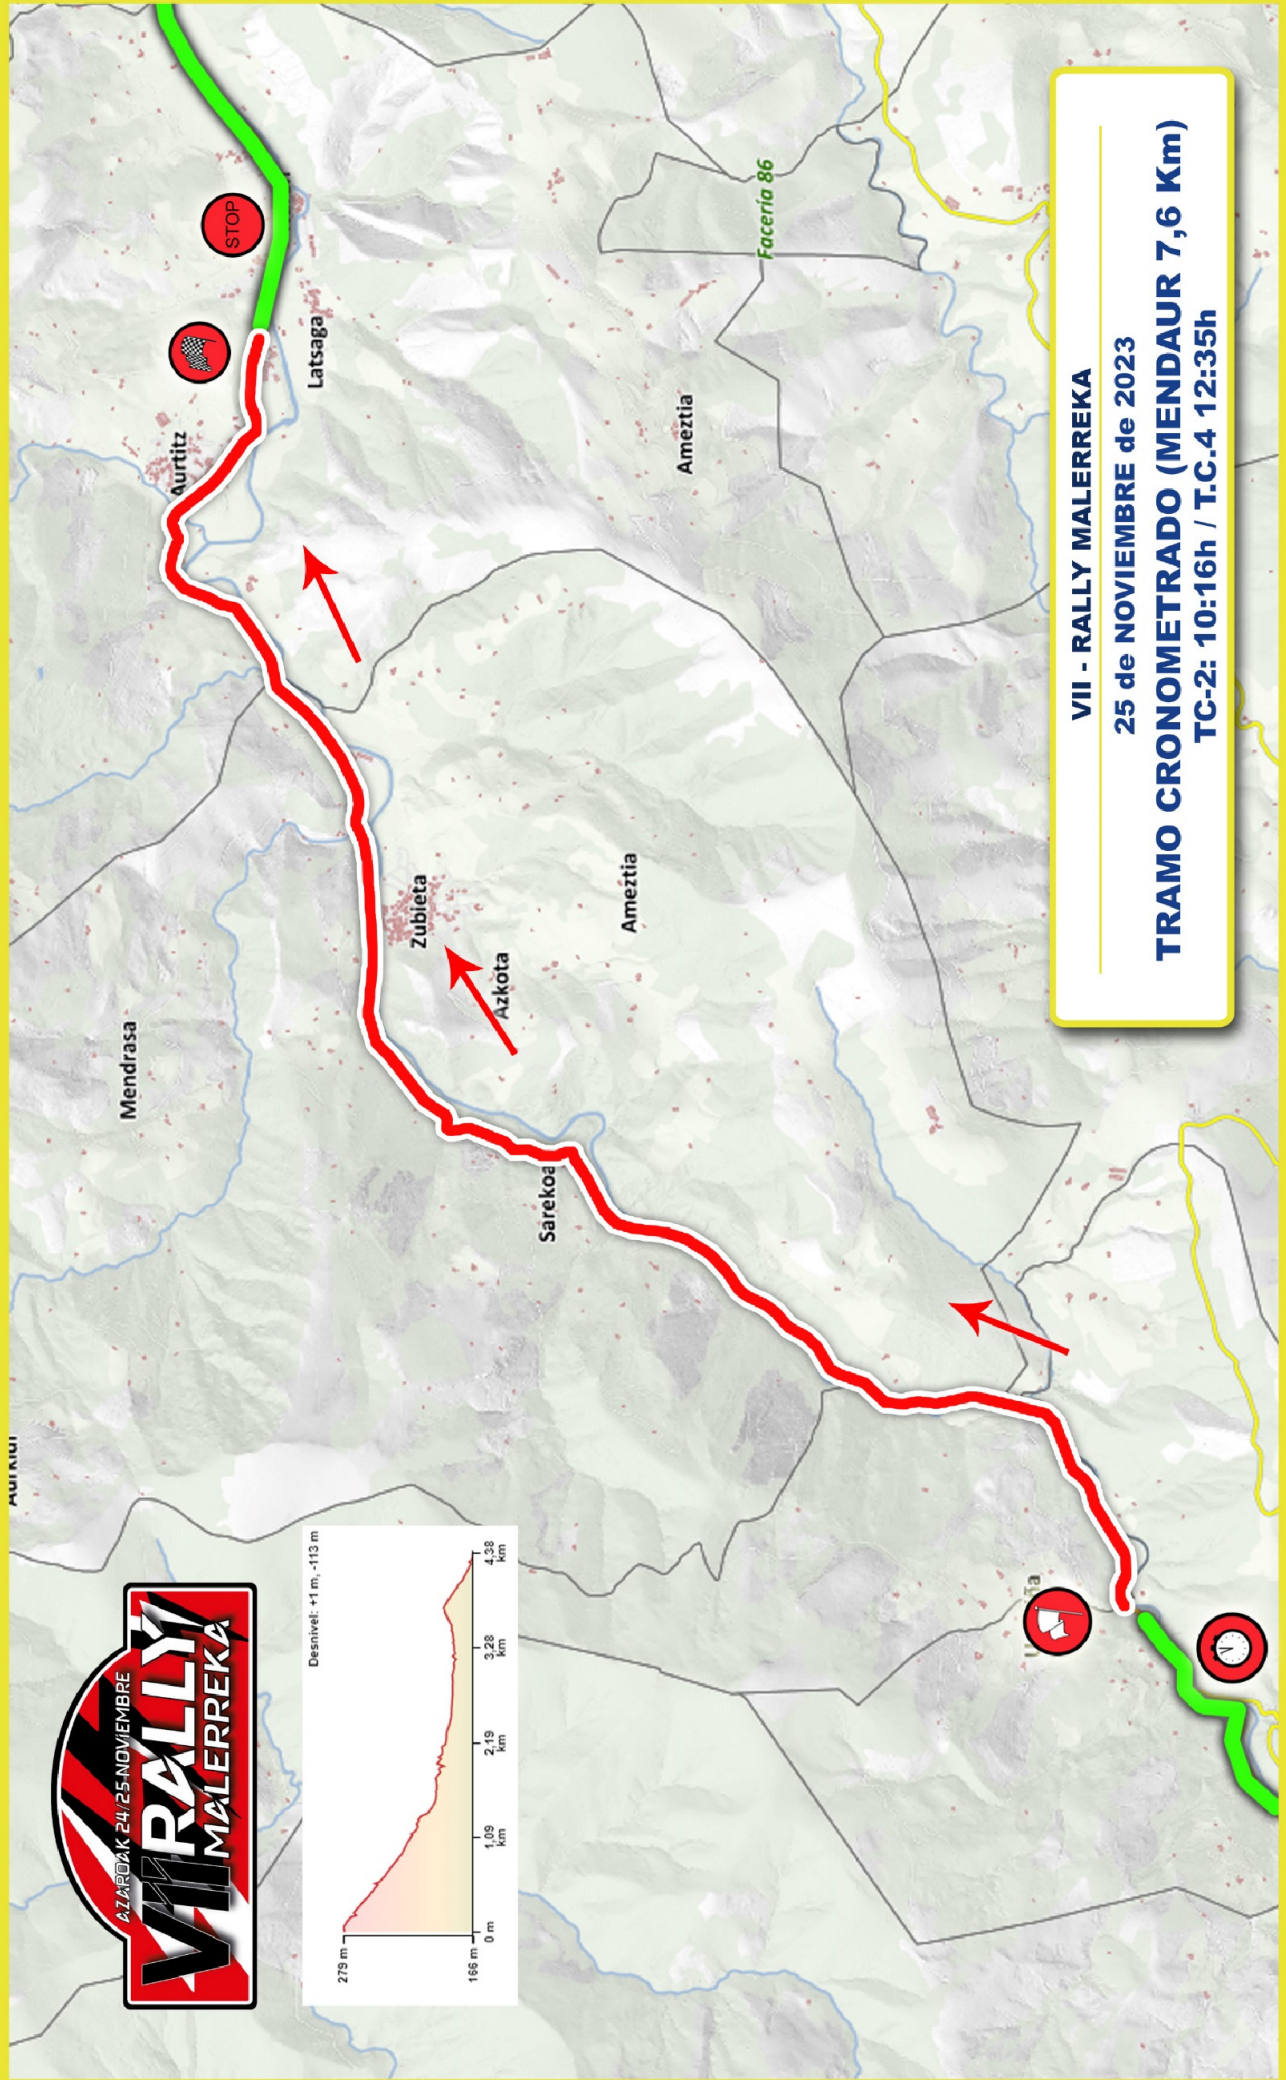 AZAROAK 24/25 NOVIEMBRE
VII RALLY
MALERREKA
Desnivel: +1 m, -113 m
279 m
166 m
0 m
1,09 km
2,19 km
3,28 km
4,38 km
Mendrasa
Aurtitz
STOP
Latsaga
Zubieta
Azkota
Sarekoa
Ameztia
Ameztia
Facería 86
VII - RALLY MALERREKA
25 de NOVIEMBRE de 2023
TRAMO CRONOMETRADO (MENDAUR 7,6 Km)
TC-2: 10:16h / T.C.4 12:35h